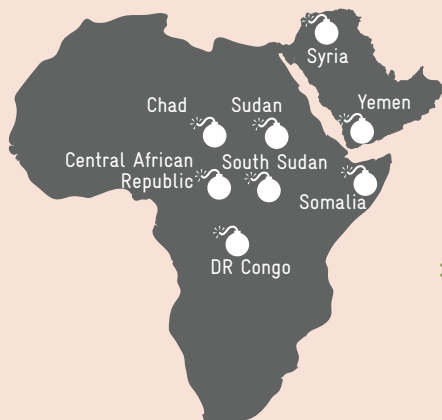 Syria
Chad
Sudan
Yemen
Central African
Republic
South Sudan
Somalia
DR Congo